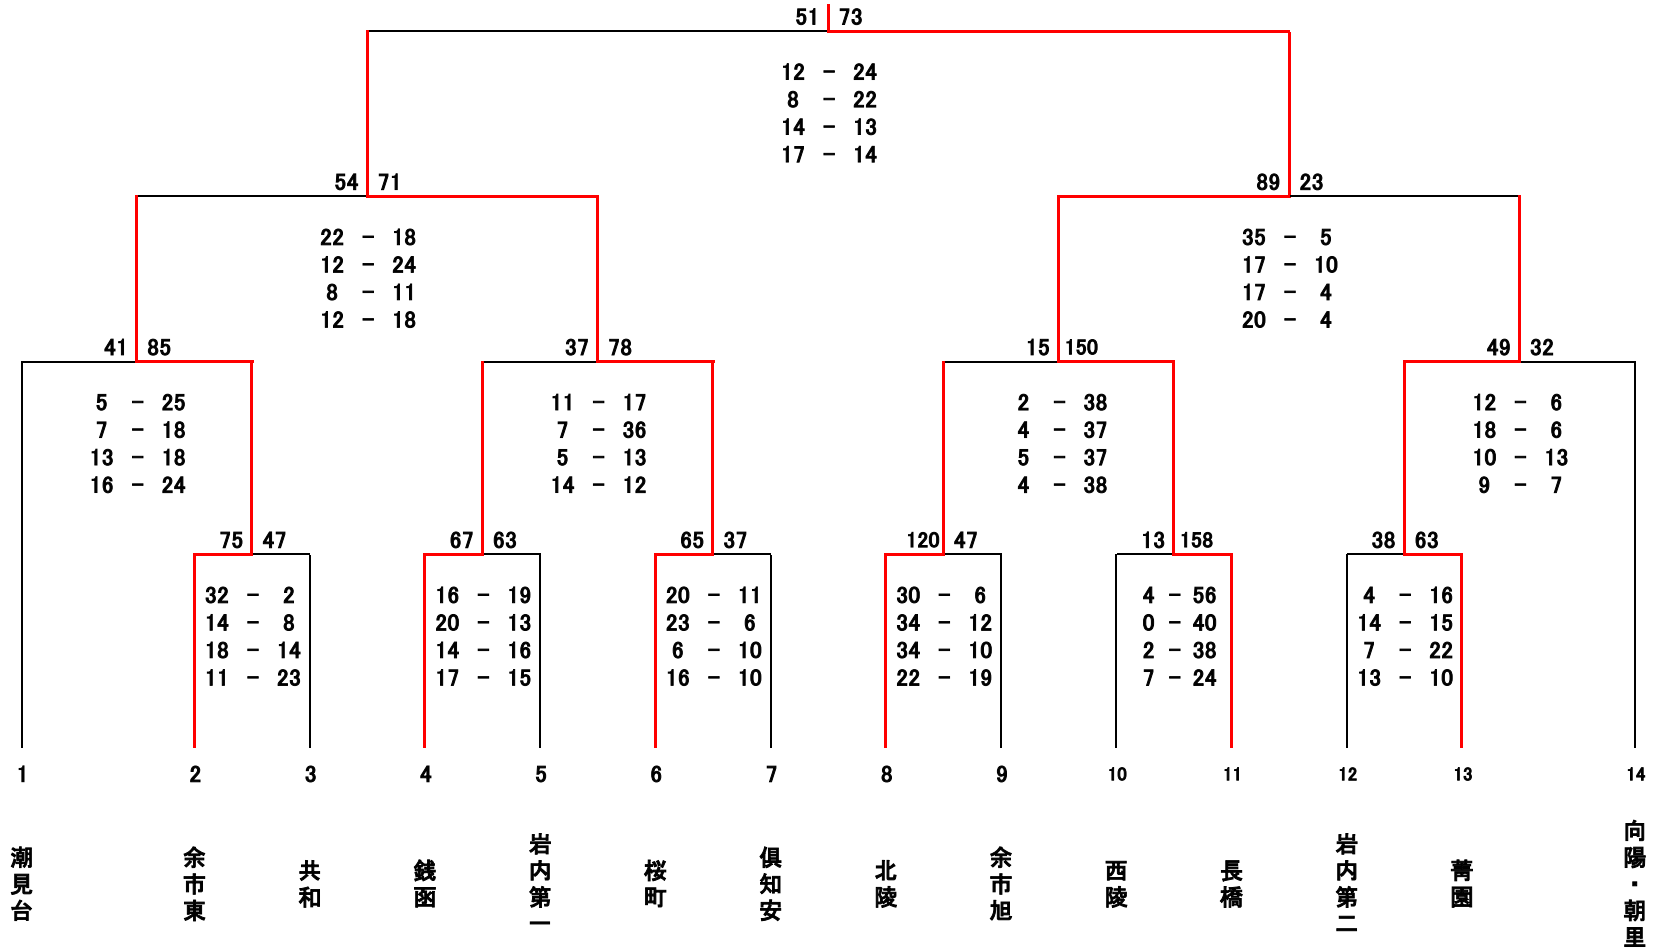 51 73
12 - 24
8 - 22
14 - 13
17 - 14
54 71
89 23
22 - 18
12 - 24
8 - 11
12 - 18
35 - 5
17 - 10
17 - 4
20 - 4
41 85
37 78
15 150
49 32
5 - 25
7 - 18
13 - 18
16 - 24
11 - 17
7 - 36
5 - 13
14 - 12
2 - 38
4 - 37
5 - 37
4 - 38
12 - 6
18 - 6
10 - 13
9 - 7
75 47
67 63
65 37
120 47
13 158
38 63
32 - 2
14 - 8
18 - 14
11 - 23
16 - 19
20 - 13
14 - 16
17 - 15
20 - 11
23 - 6
6 - 10
16 - 10
30 - 6
34 - 12
34 - 10
22 - 19
4 - 56
0 - 40
2 - 38
7 - 24
4 - 16
14 - 15
7 - 22
13 - 10
1 2 3 4 5 6 7 8 9 10 11 12 13 14
潮見台
余市東
共和
銭函
岩内第一
桜町
倶知安
北陵
余市旭
西陵
長橋
岩内第二
菁園
向陽・朝里